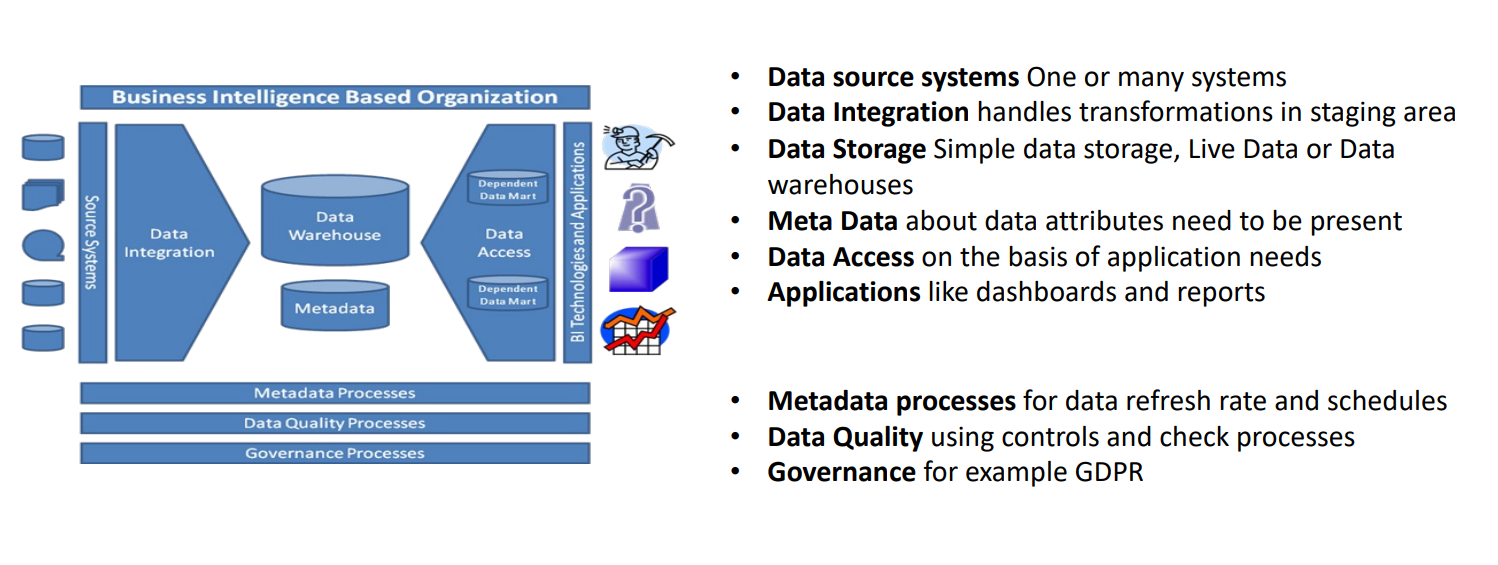 Business Intelligence Based Organization
Source Systems
Data
Integration
Data
Warehouse
Metadata
Dependent
Data Mart
Data
Access
Dependent
Data Mart
BI Technologies and Applications
Metadata Processes
Data Quality Processes
Governance Processes
• Data source systems One or many systems
• Data Integration handles transformations in staging area
• Data Storage Simple data storage, Live Data or Data
warehouses
• Meta Data about data attributes need to be present
• Data Access on the basis of application needs
• Applications like dashboards and reports
• Metadata processes for data refresh rate and schedules
• Data Quality using controls and check processes
• Governance for example GDPR